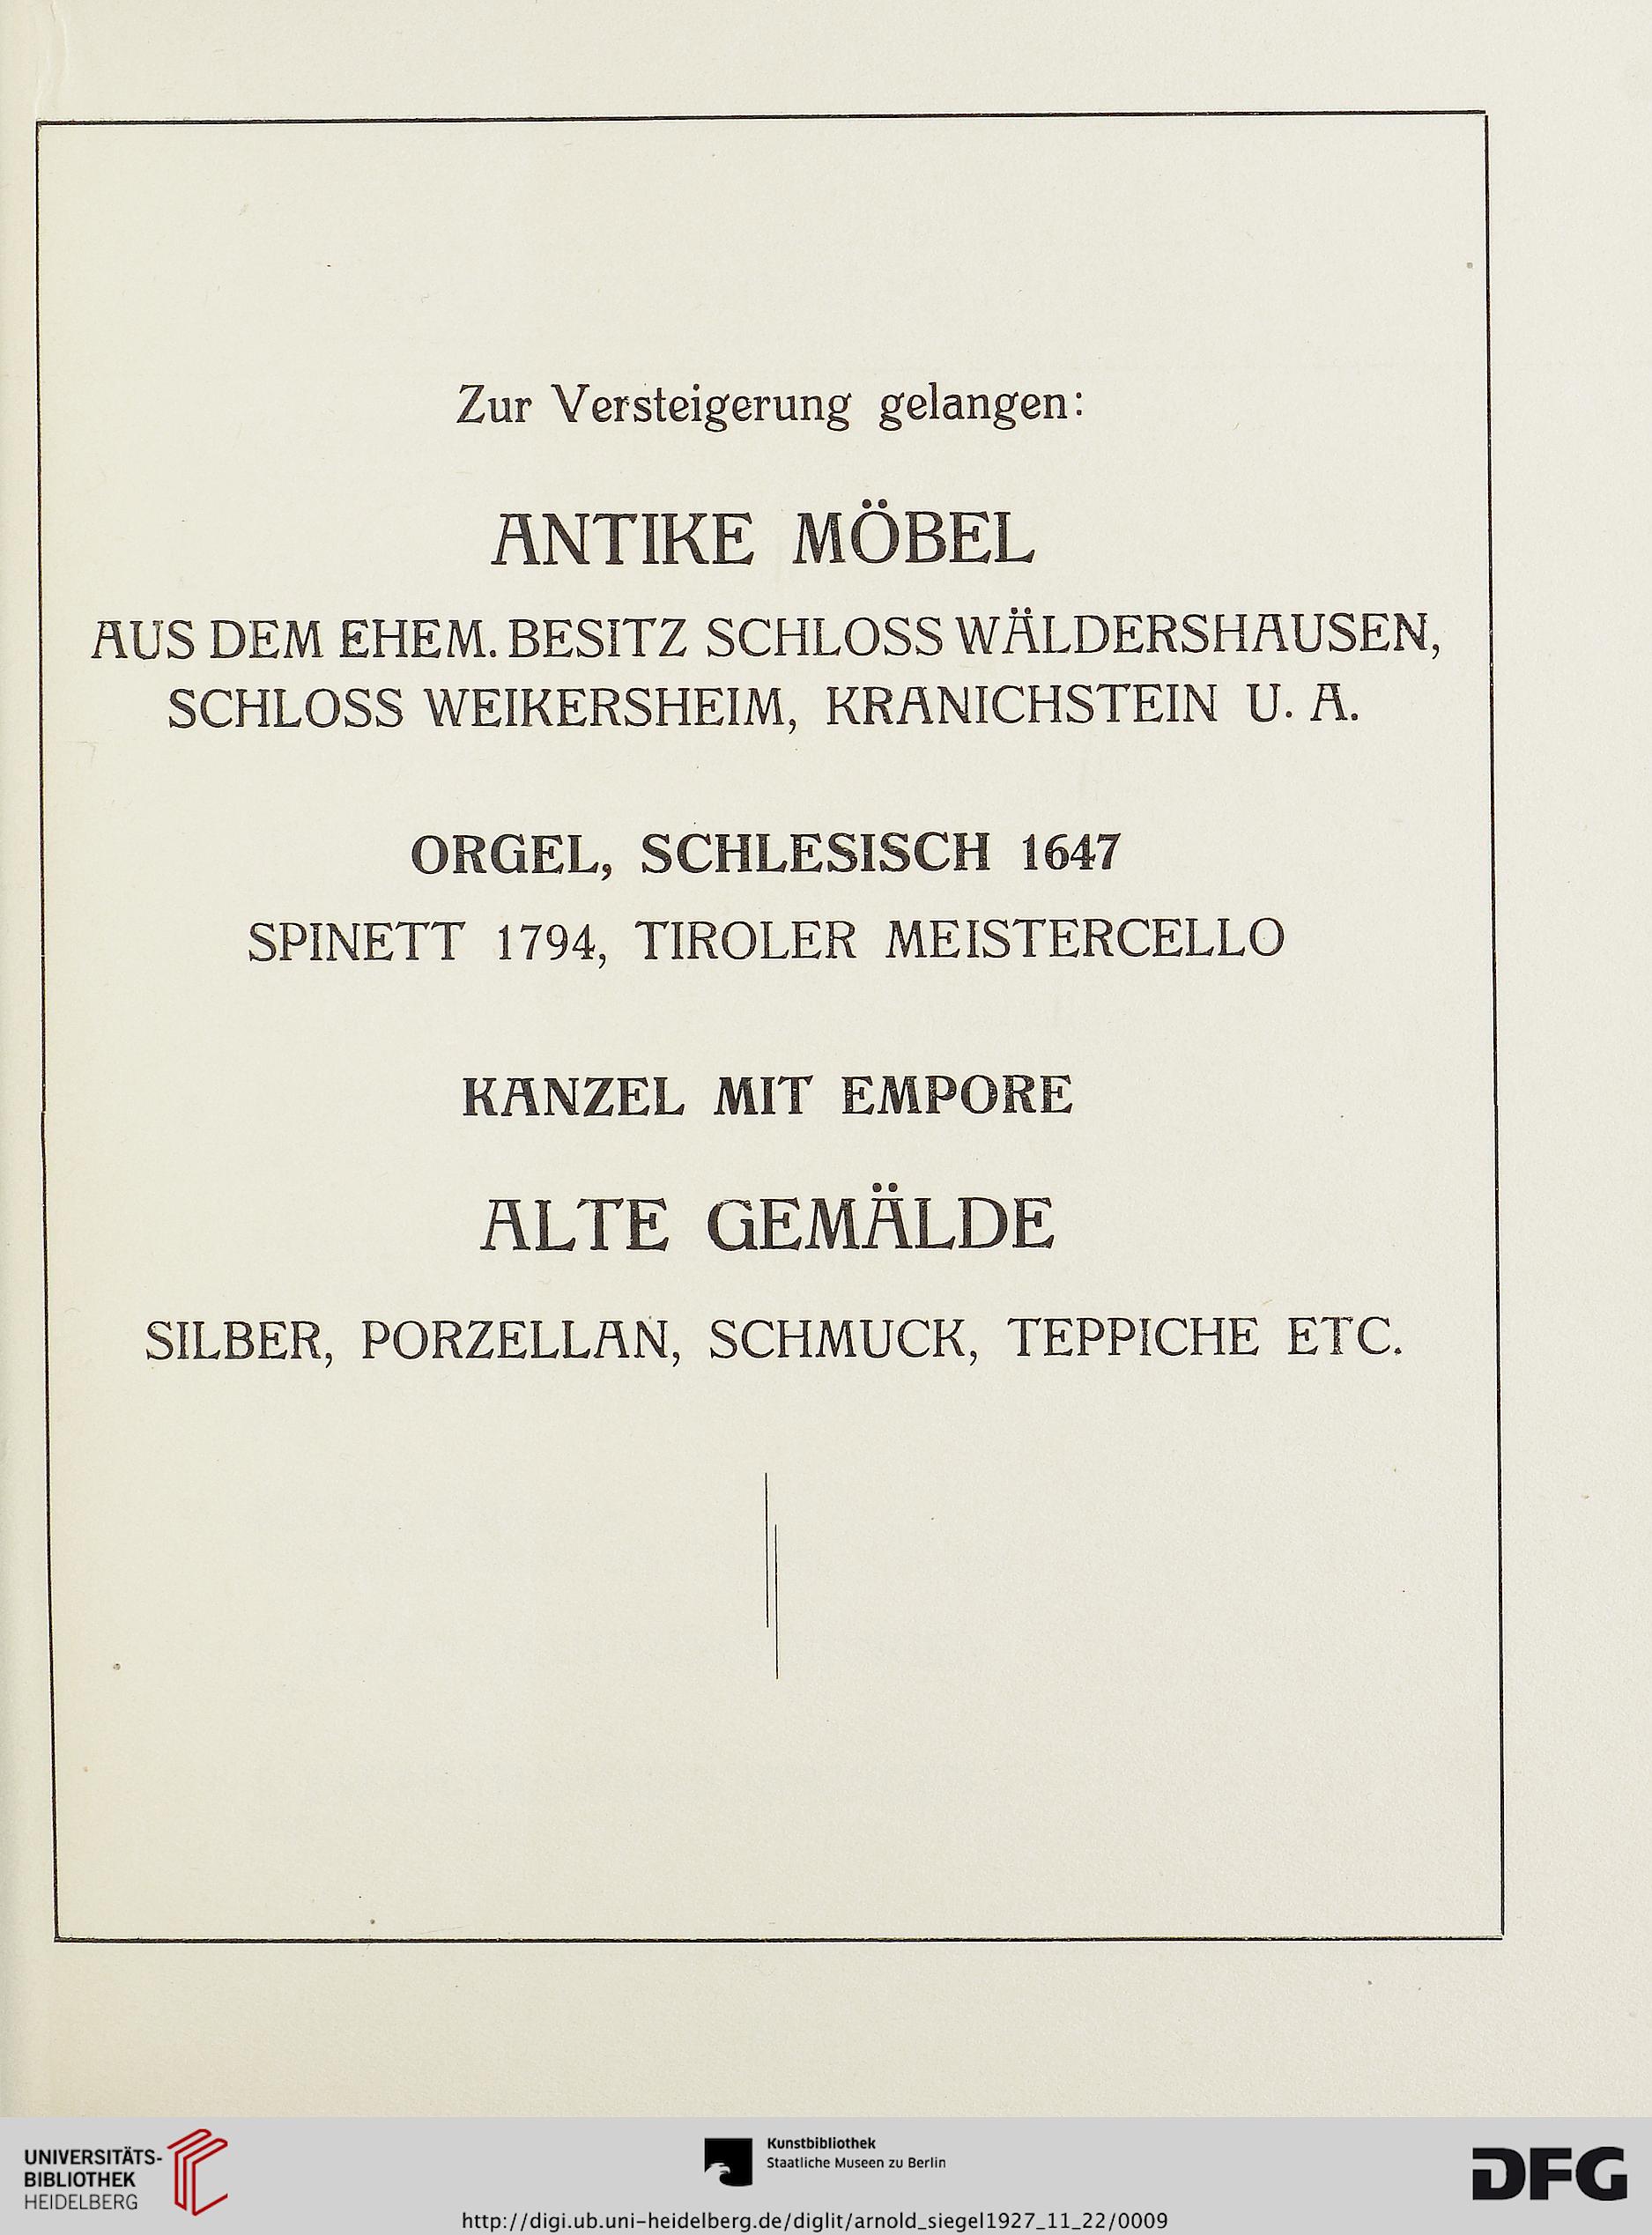 Zur Versteigerung gelangen:
ANTIKE MÖBEL
AUS DEM EHEM. BESITZ SCHLOSS WÄLDERSHAUSEN,
SCHLOSS WEIKERSHEIM, KRANICHSTEIN U. A.
ORGEL, SCHLESISCH 1647
SPINETT 1794, TIROLER MEISTERCELLO
KANZEL MIT EMPORE
ALTE GEMÄLDE
SILBER, PORZELLAN, SCHMUCK, TEPPICHE ETC.
UNIVERSITÄTS-
BIBLIOTHEK
HEIDELBERG
Kunstbibliothek
Staatliche Museen zu Berlin
DFG
http://digi.ub.uni-heidelberg.de/diglit/arnold_siegel1927_11_22/0009